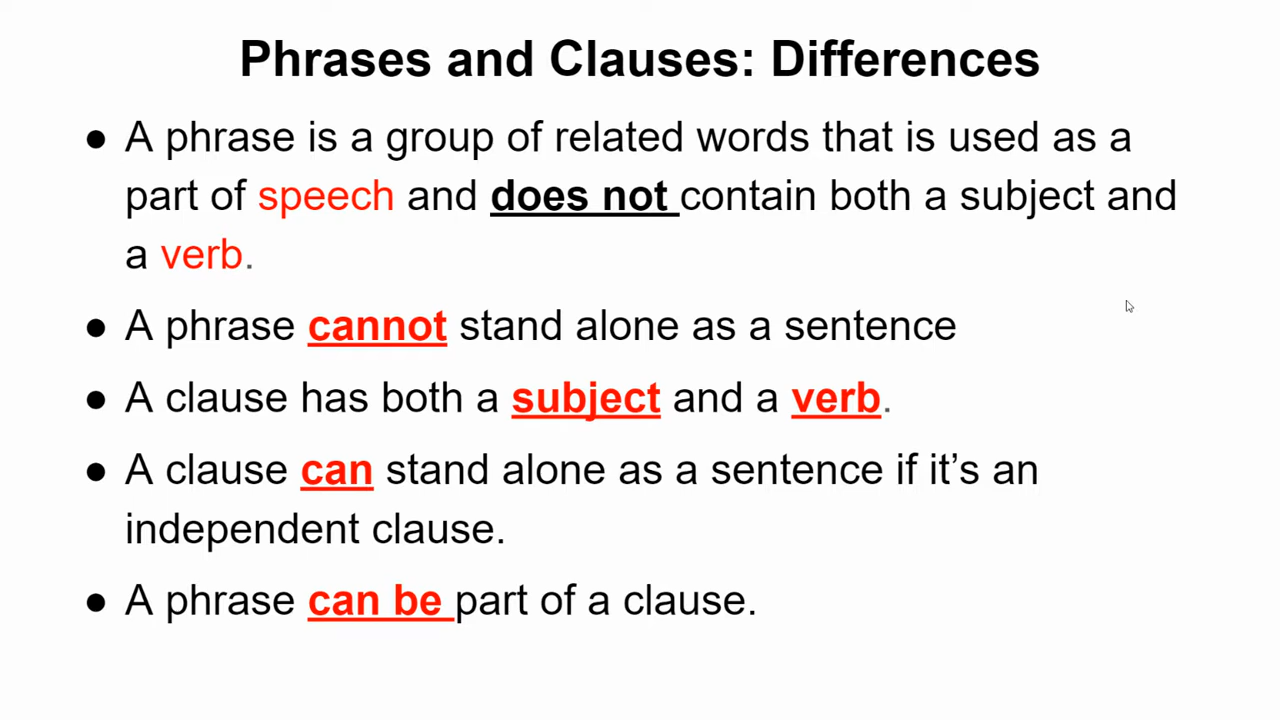 Phrases and Clauses: Differences
● A phrase is a group of related words that is used as a
part of speech and does not contain both a subject and
a verb.
● A phrase cannot stand alone as a sentence
● A clause has both a subject and a verb.
● A clause can stand alone as a sentence if it’s an
independent clause.
● A phrase can be part of a clause.